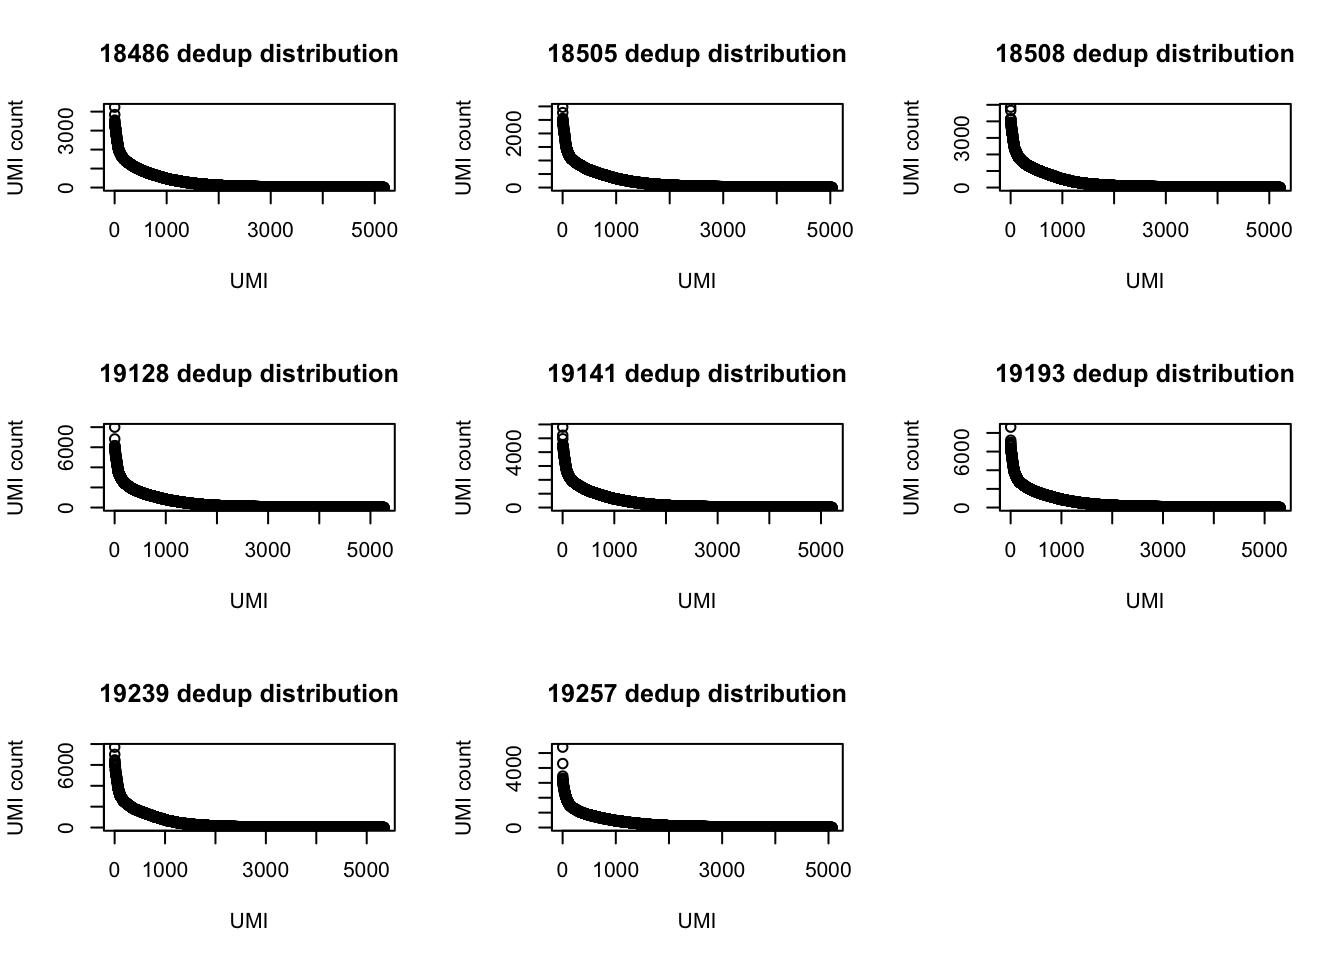 18486 dedup distribution
UMI count
3000
0
0 1000 3000 5000
UMI
18505 dedup distribution
UMI count
2000
0
0 1000 3000 5000
UMI
18508 dedup distribution
UMI count
3000
0
0 1000 3000 5000
UMI
19128 dedup distribution
UMI count
6000
0
0 1000 3000 5000
UMI
19141 dedup distribution
UMI count
4000
0
0 1000 3000 5000
UMI
19193 dedup distribution
UMI count
6000
0
0 1000 3000 5000
UMI
19239 dedup distribution
UMI count
6000
0
0 1000 3000 5000
UMI
19257 dedup distribution
UMI count
4000
0
0 1000 3000 5000
UMI